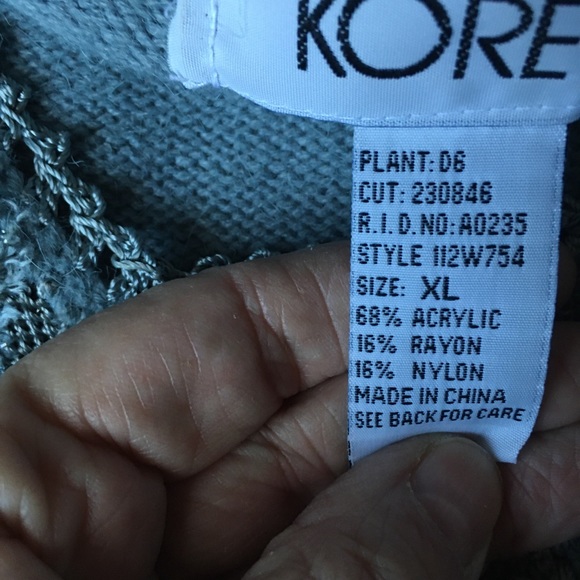 KORE
PLANT: D6
CUT: 230846
R.I.D.NO: A0235
STYLE 112W754
SIZE: XL
68% ACRYLIC
16% RAYON
16% NYLON
MADE IN CHINA
SEE BACK FOR CARE